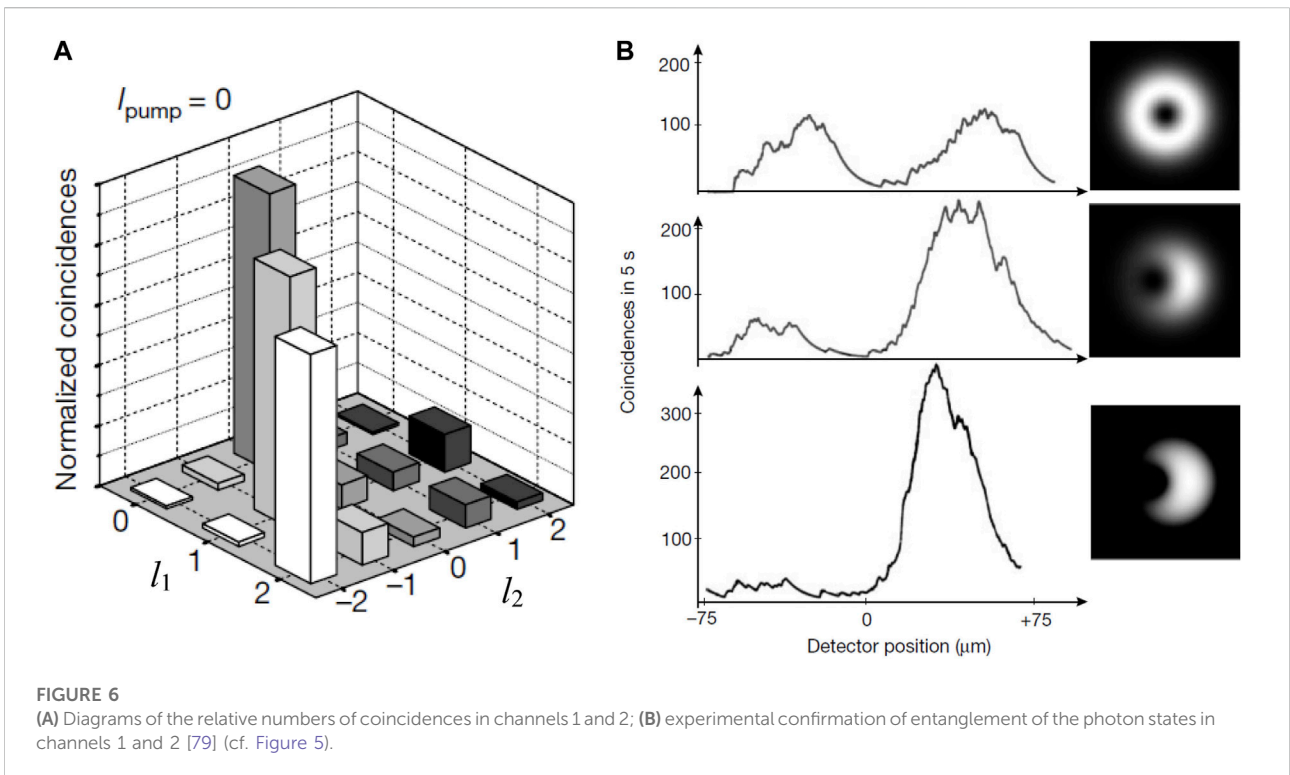 A
l_pump = 0
Normalized coincidences
0
1
2
l₁
−2
−1
0
1
2
l₂
B
Coincidences in 5 s
200
100
200
100
300
200
100
−75
0
+75
Detector position (μm)
FIGURE 6
(A) Diagrams of the relative numbers of coincidences in channels 1 and 2; (B) experimental confirmation of entanglement of the photon states in
channels 1 and 2 [79] (cf. Figure 5).